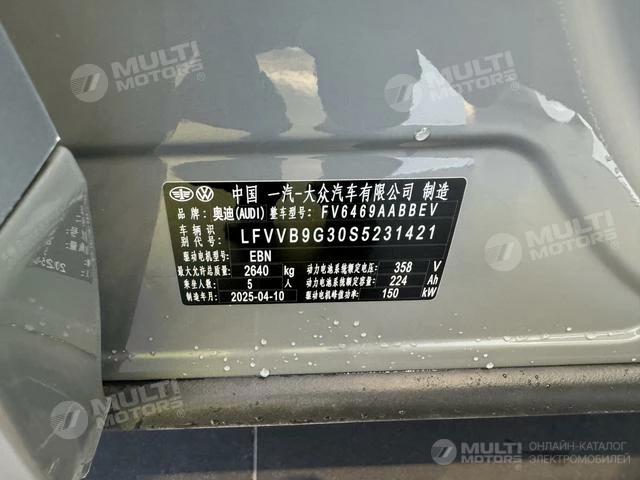 MULTI MOTORS
MULTI MOTORS
中国 一汽-大众汽车有限公司 制造
品牌: 奥迪(AUDI) 整车型号: FV6469AABBEV
车辆识别代号: LFVVB9G30S5231421
驱动电机型号: EBN
最大允许总质量: 2640 kg 动力电池系统额定电压: 358 V
乘坐人数: 5 人 动力电池系统额定容量: 224 Ah
制造年月: 2025-04-10 驱动电机峰值功率: 150 kW
MULTI MOTORS
MULTI MOTORS
MULTI MOTORS
ОНЛАЙН-КАТАЛОГ
ЭЛЕКТРОМОБИЛЕЙ